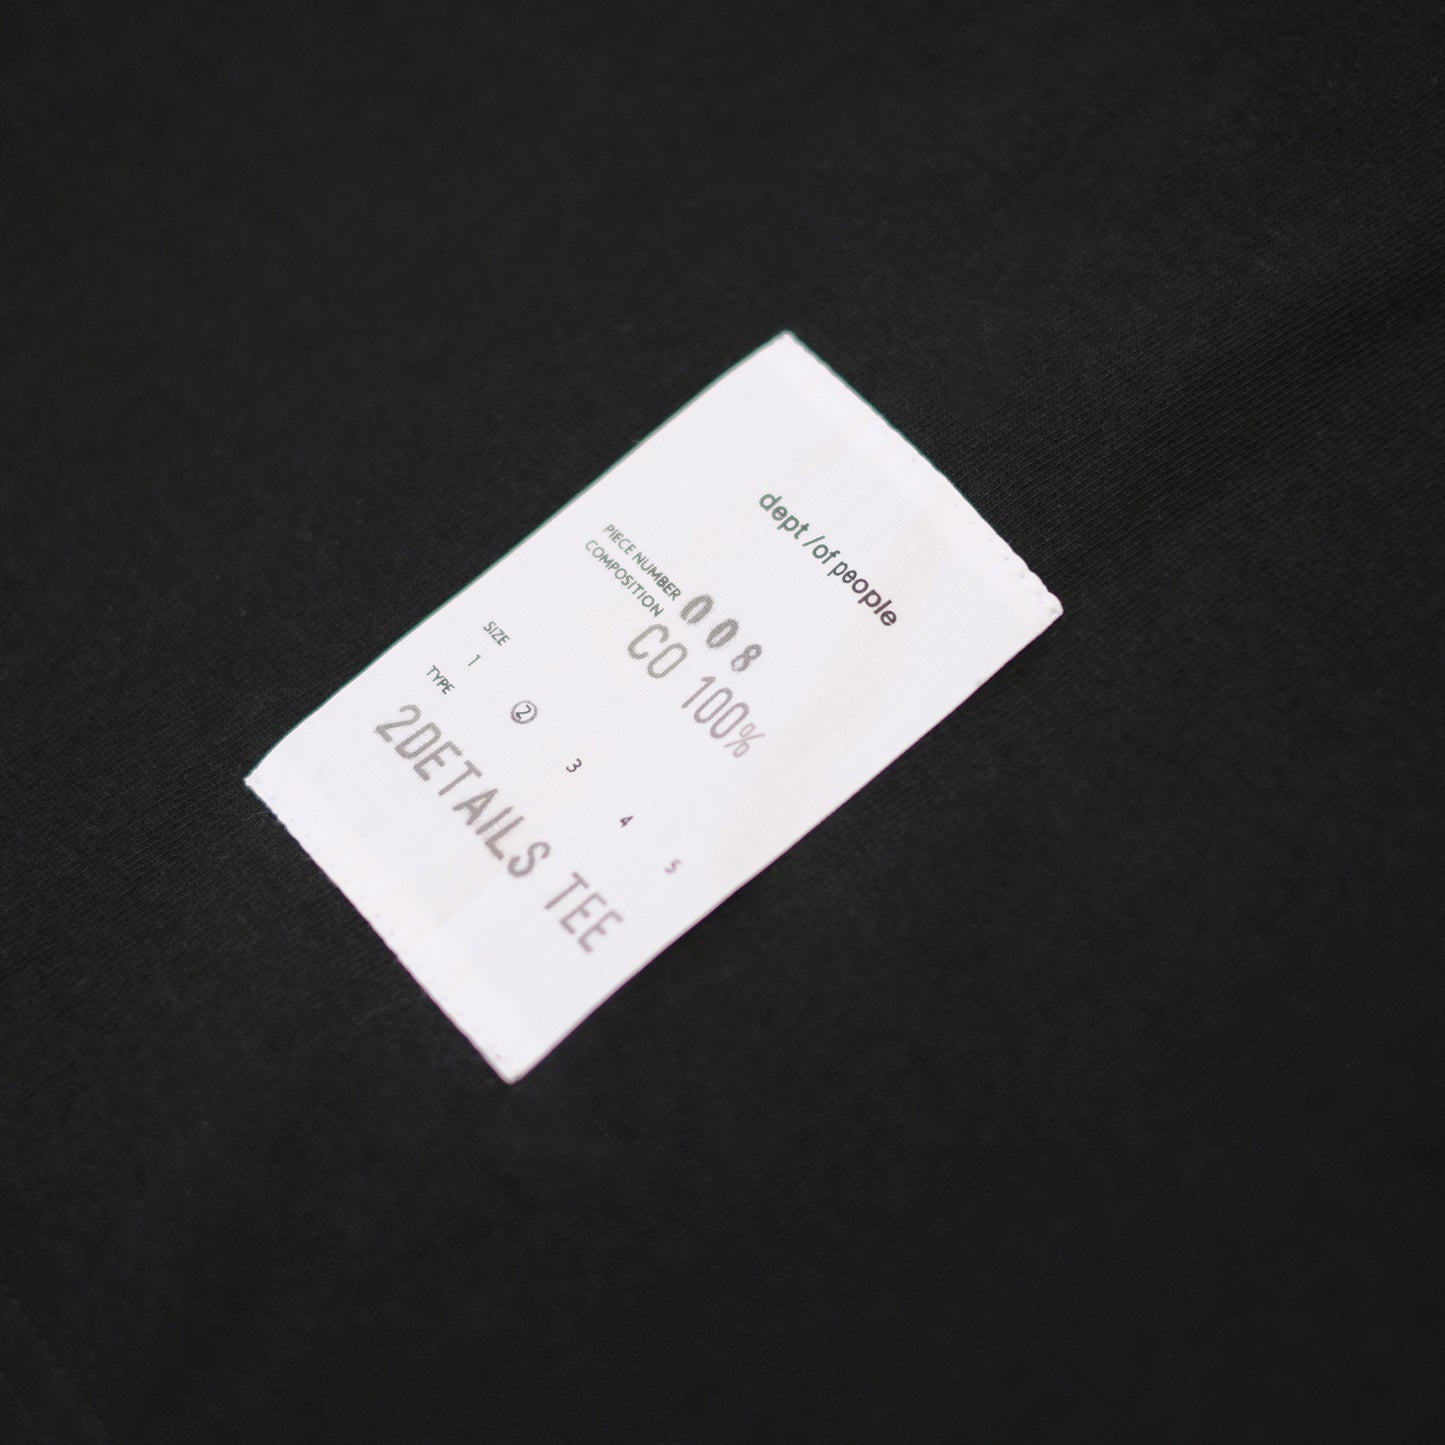 dept /of people
PIECE NUMBER 008
COMPOSITION CO 100%
SIZE
1 2 3 4 5
TYPE
2DETAILS TEE